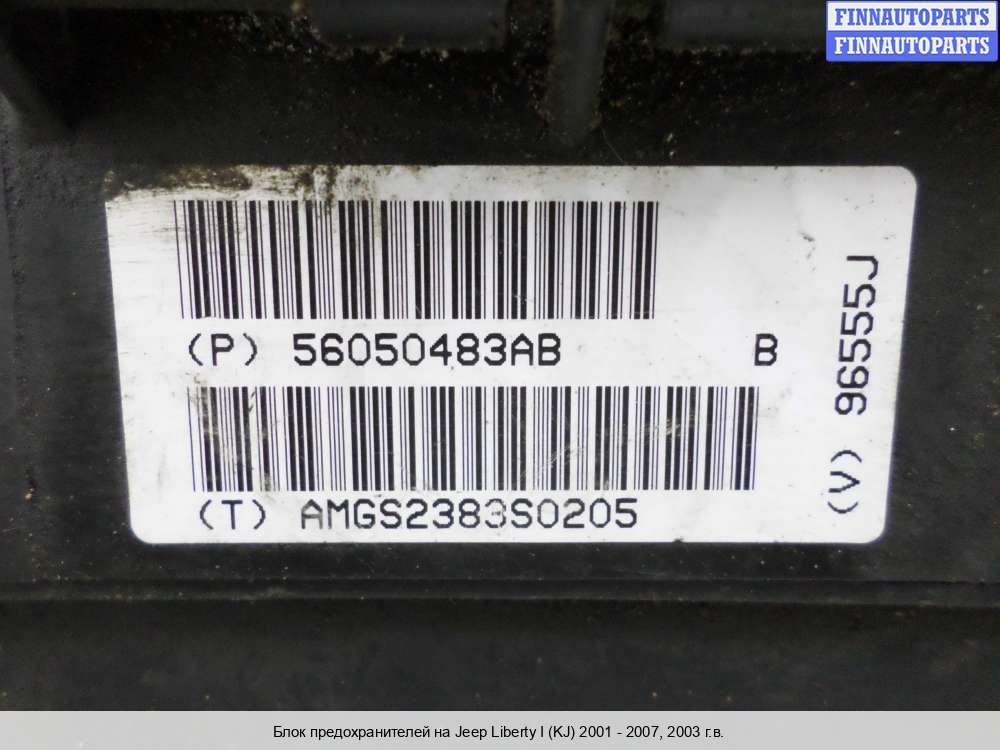 FINNAUTOPARTS
FINNAUTOPARTS
(P) 56050483AB B
(V) 96555J
(T) AMGS2383S0205
Блок предохранителей на Jeep Liberty I (KJ) 2001 - 2007, 2003 г.в.